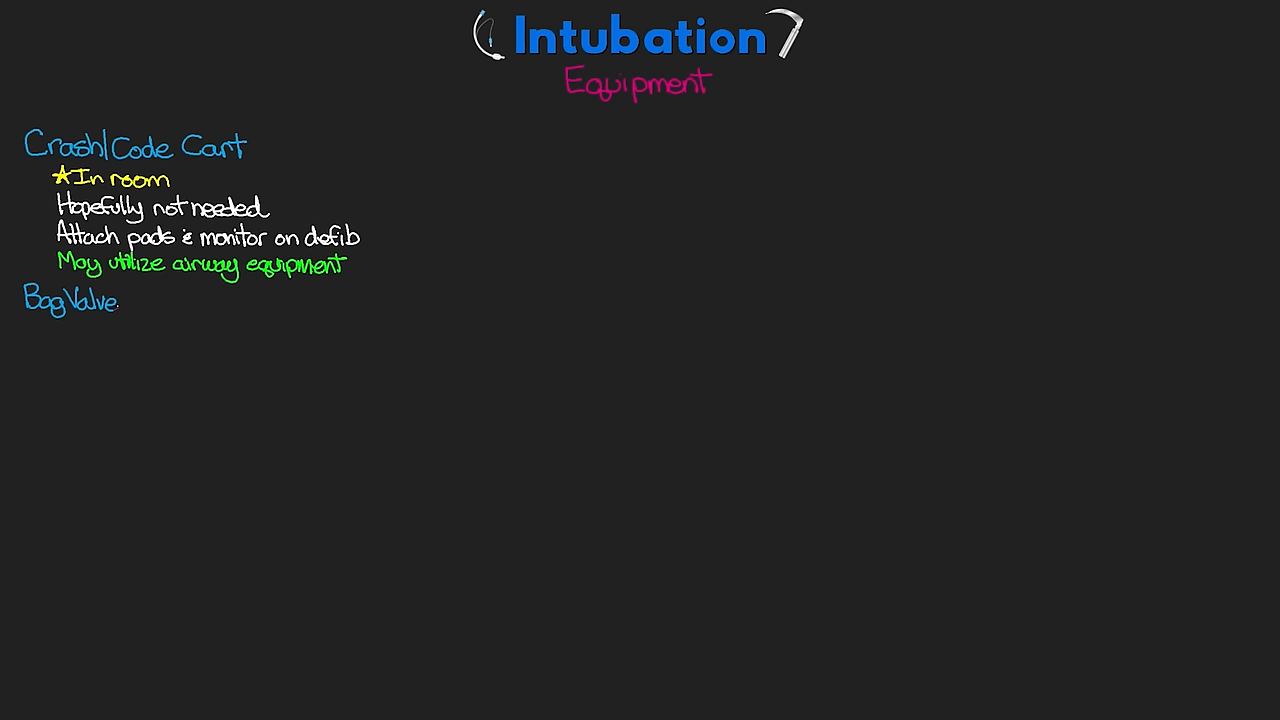 Intubation
Equipment
Crash/Code Cart
★In room
Hopefully not needed
Attach pads & monitor on defib
May utilize airway equipment
Bag Valve